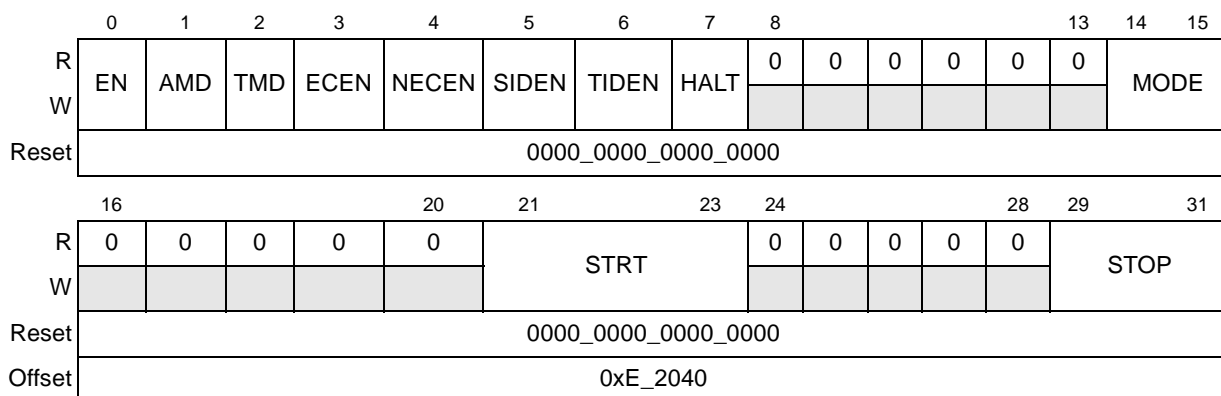 0 1 2 3 4 5 6 7 8 13 14 15
R EN AMD TMD ECEN NECEN SIDEN TIDEN HALT 0 0 0 0 0 0 MODE
W
Reset 0000_0000_0000_0000
16 20 21 23 24 28 29 31
R 0 0 0 0 0 STRT 0 0 0 0 0 STOP
W
Reset 0000_0000_0000_0000
Offset 0xE_2040